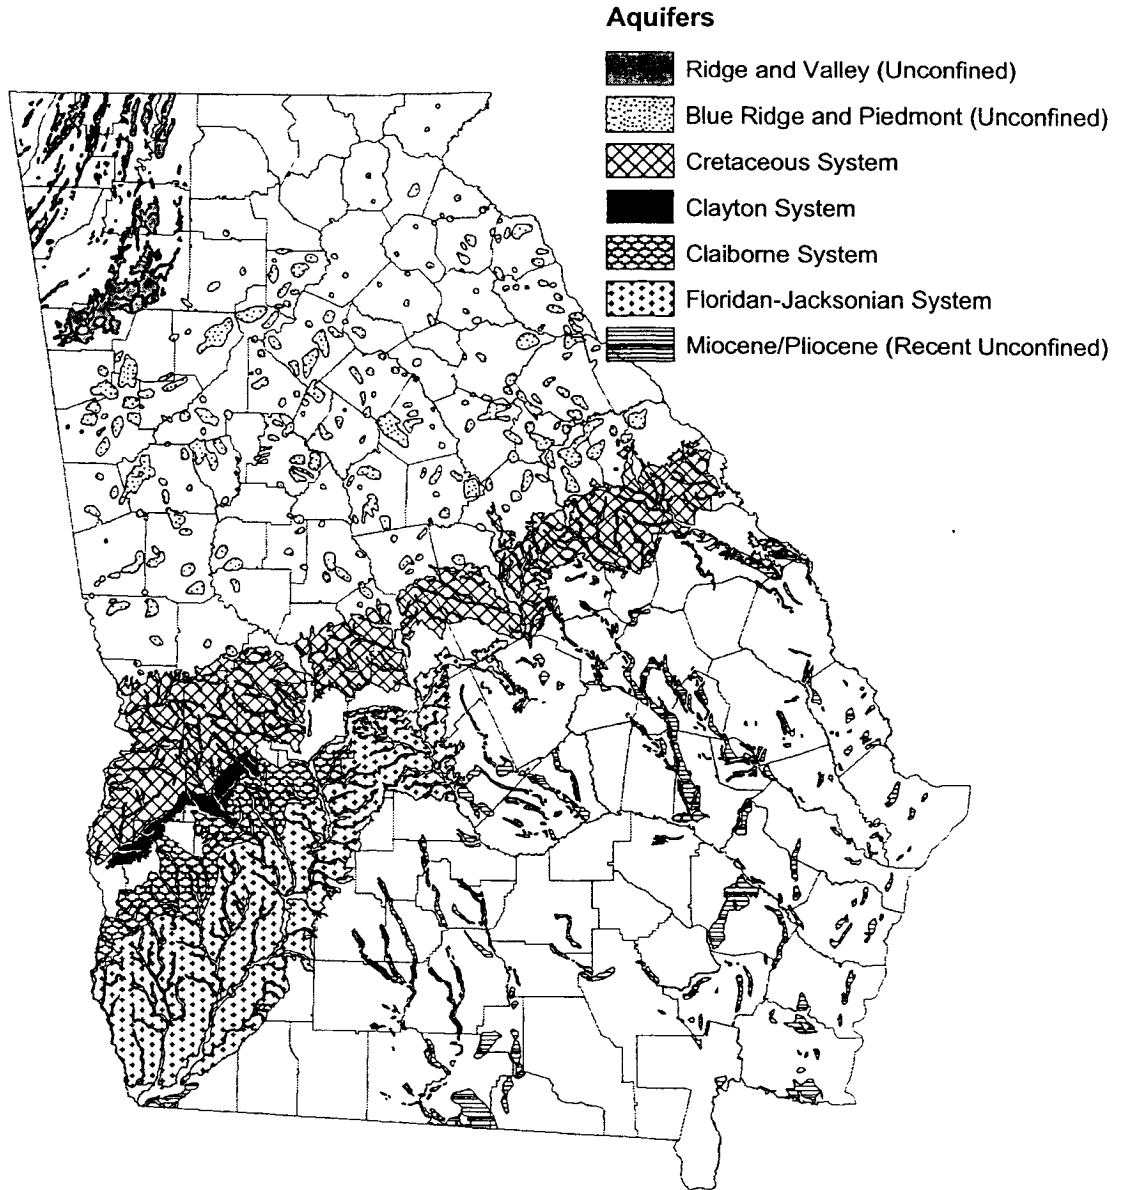 Aquifers
Ridge and Valley (Unconfined)
Blue Ridge and Piedmont (Unconfined)
Cretaceous System
Clayton System
Claiborne System
Floridan-Jacksonian System
Miocene/Pliocene (Recent Unconfined)